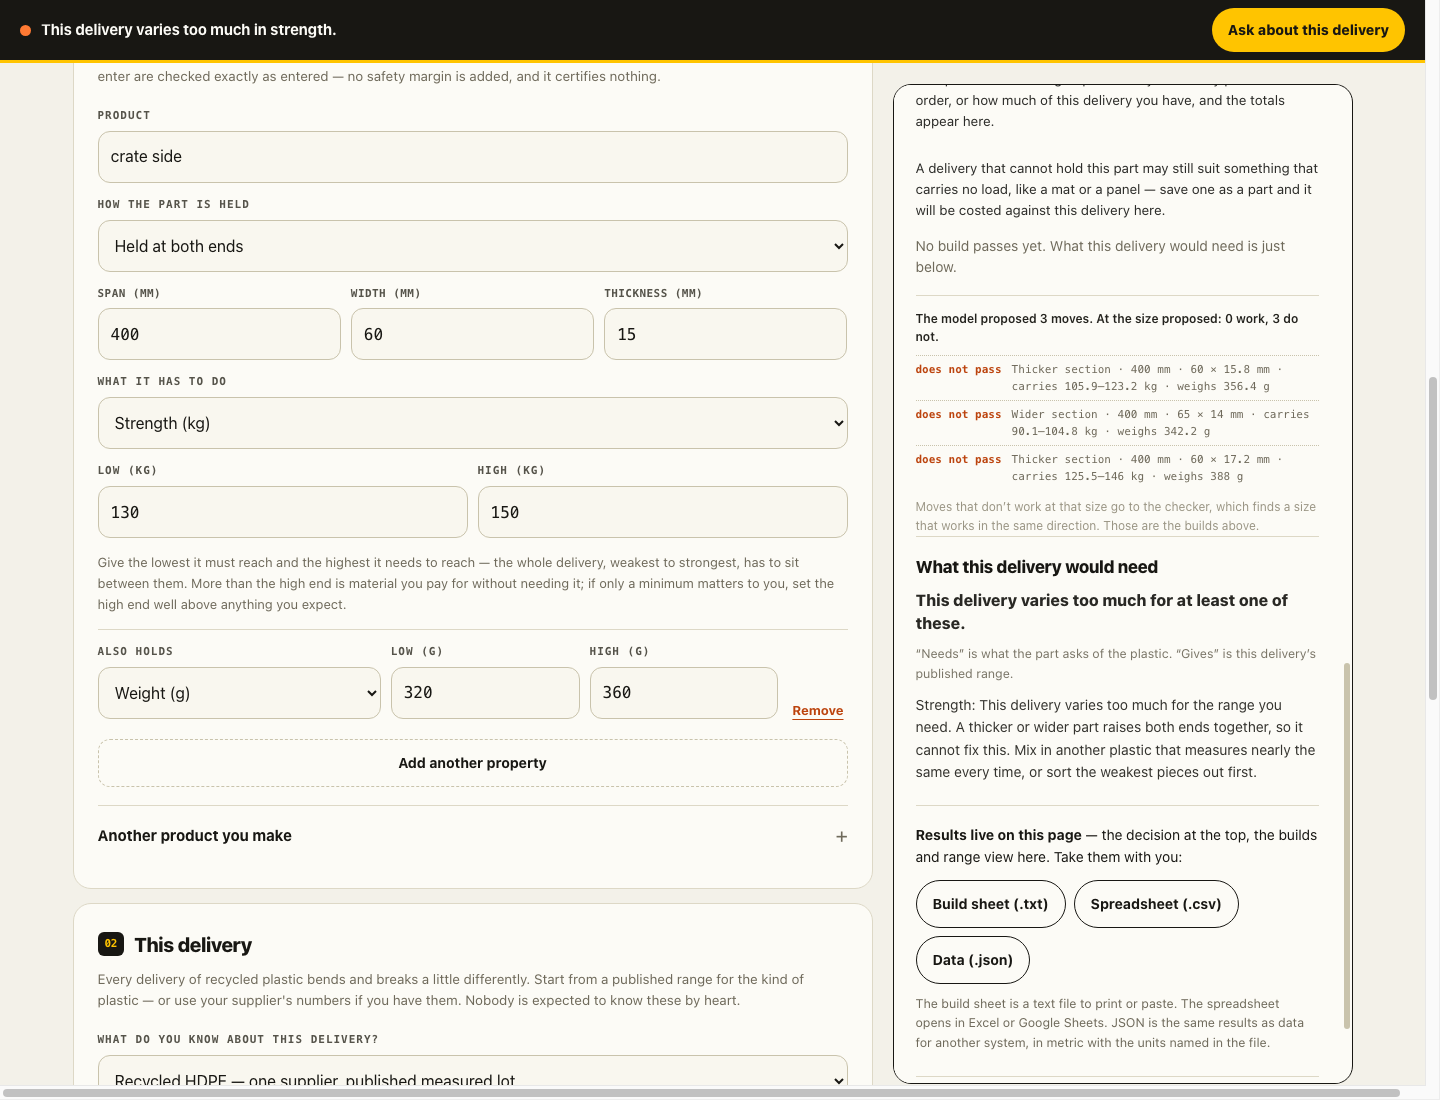 This delivery varies too much in strength.
Ask about this delivery
enter are checked exactly as entered — no safety margin is added, and it certifies nothing.
PRODUCT
crate side
HOW THE PART IS HELD
Held at both ends
SPAN (MM)
WIDTH (MM)
THICKNESS (MM)
400
60
15
WHAT IT HAS TO DO
Strength (kg)
LOW (KG)
HIGH (KG)
130
150
Give the lowest it must reach and the highest it needs to reach — the whole delivery, weakest to strongest, has to sit
between them. More than the high end is material you pay for without needing it; if only a minimum matters to you, set the
high end well above anything you expect.
ALSO HOLDS
LOW (G)
HIGH (G)
Weight (g)
320
360
Remove
Add another property
Another product you make
+
02
This delivery
Every delivery of recycled plastic bends and breaks a little differently. Start from a published range for the kind of
plastic — or use your supplier's numbers if you have them. Nobody is expected to know these by heart.
WHAT DO YOU KNOW ABOUT THIS DELIVERY?
Recycled HDPE — one supplier, published measured lot
order, or how much of this delivery you have, and the totals
appear here.
A delivery that cannot hold this part may still suit something that
carries no load, like a mat or a panel — save one as a part and it
will be costed against this delivery here.
No build passes yet. What this delivery would need is just
below.
The model proposed 3 moves. At the size proposed: 0 work, 3 do
not.
does not pass Thicker section · 400 mm · 60 × 15.8 mm ·
carries 105.9–123.2 kg · weighs 356.4 g
does not pass Wider section · 400 mm · 65 × 14 mm · carries
90.1–104.8 kg · weighs 342.2 g
does not pass Thicker section · 400 mm · 60 × 17.2 mm ·
carries 125.5–146 kg · weighs 388 g
Moves that don’t work at that size go to the checker, which finds a size
that works in the same direction. Those are the builds above.
What this delivery would need
This delivery varies too much for at least one of
these.
“Needs” is what the part asks of the plastic. “Gives” is this delivery’s
published range.
Strength: This delivery varies too much for the range you
need. A thicker or wider part raises both ends together, so it
cannot fix this. Mix in another plastic that measures nearly the
same every time, or sort the weakest pieces out first.
Results live on this page — the decision at the top, the builds
and range view here. Take them with you:
Build sheet (.txt)
Spreadsheet (.csv)
Data (.json)
The build sheet is a text file to print or paste. The spreadsheet
opens in Excel or Google Sheets. JSON is the same results as data
for another system, in metric with the units named in the file.